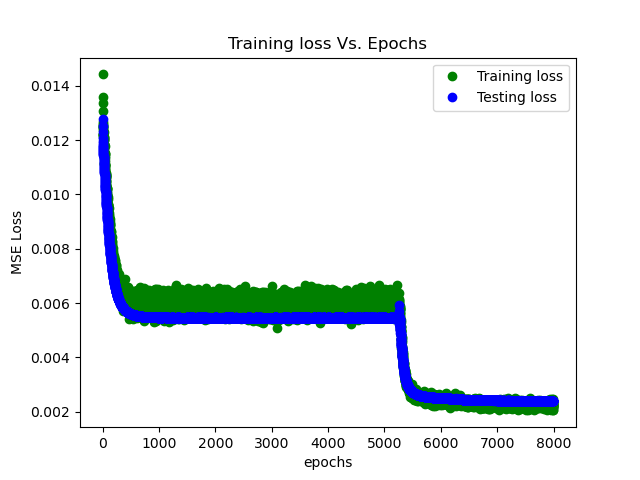 Training loss Vs. Epochs
Training loss
Testing loss
0.014
0.012
0.010
0.008
0.006
0.004
0.002
MSE Loss
0 1000 2000 3000 4000 5000 6000 7000 8000
epochs